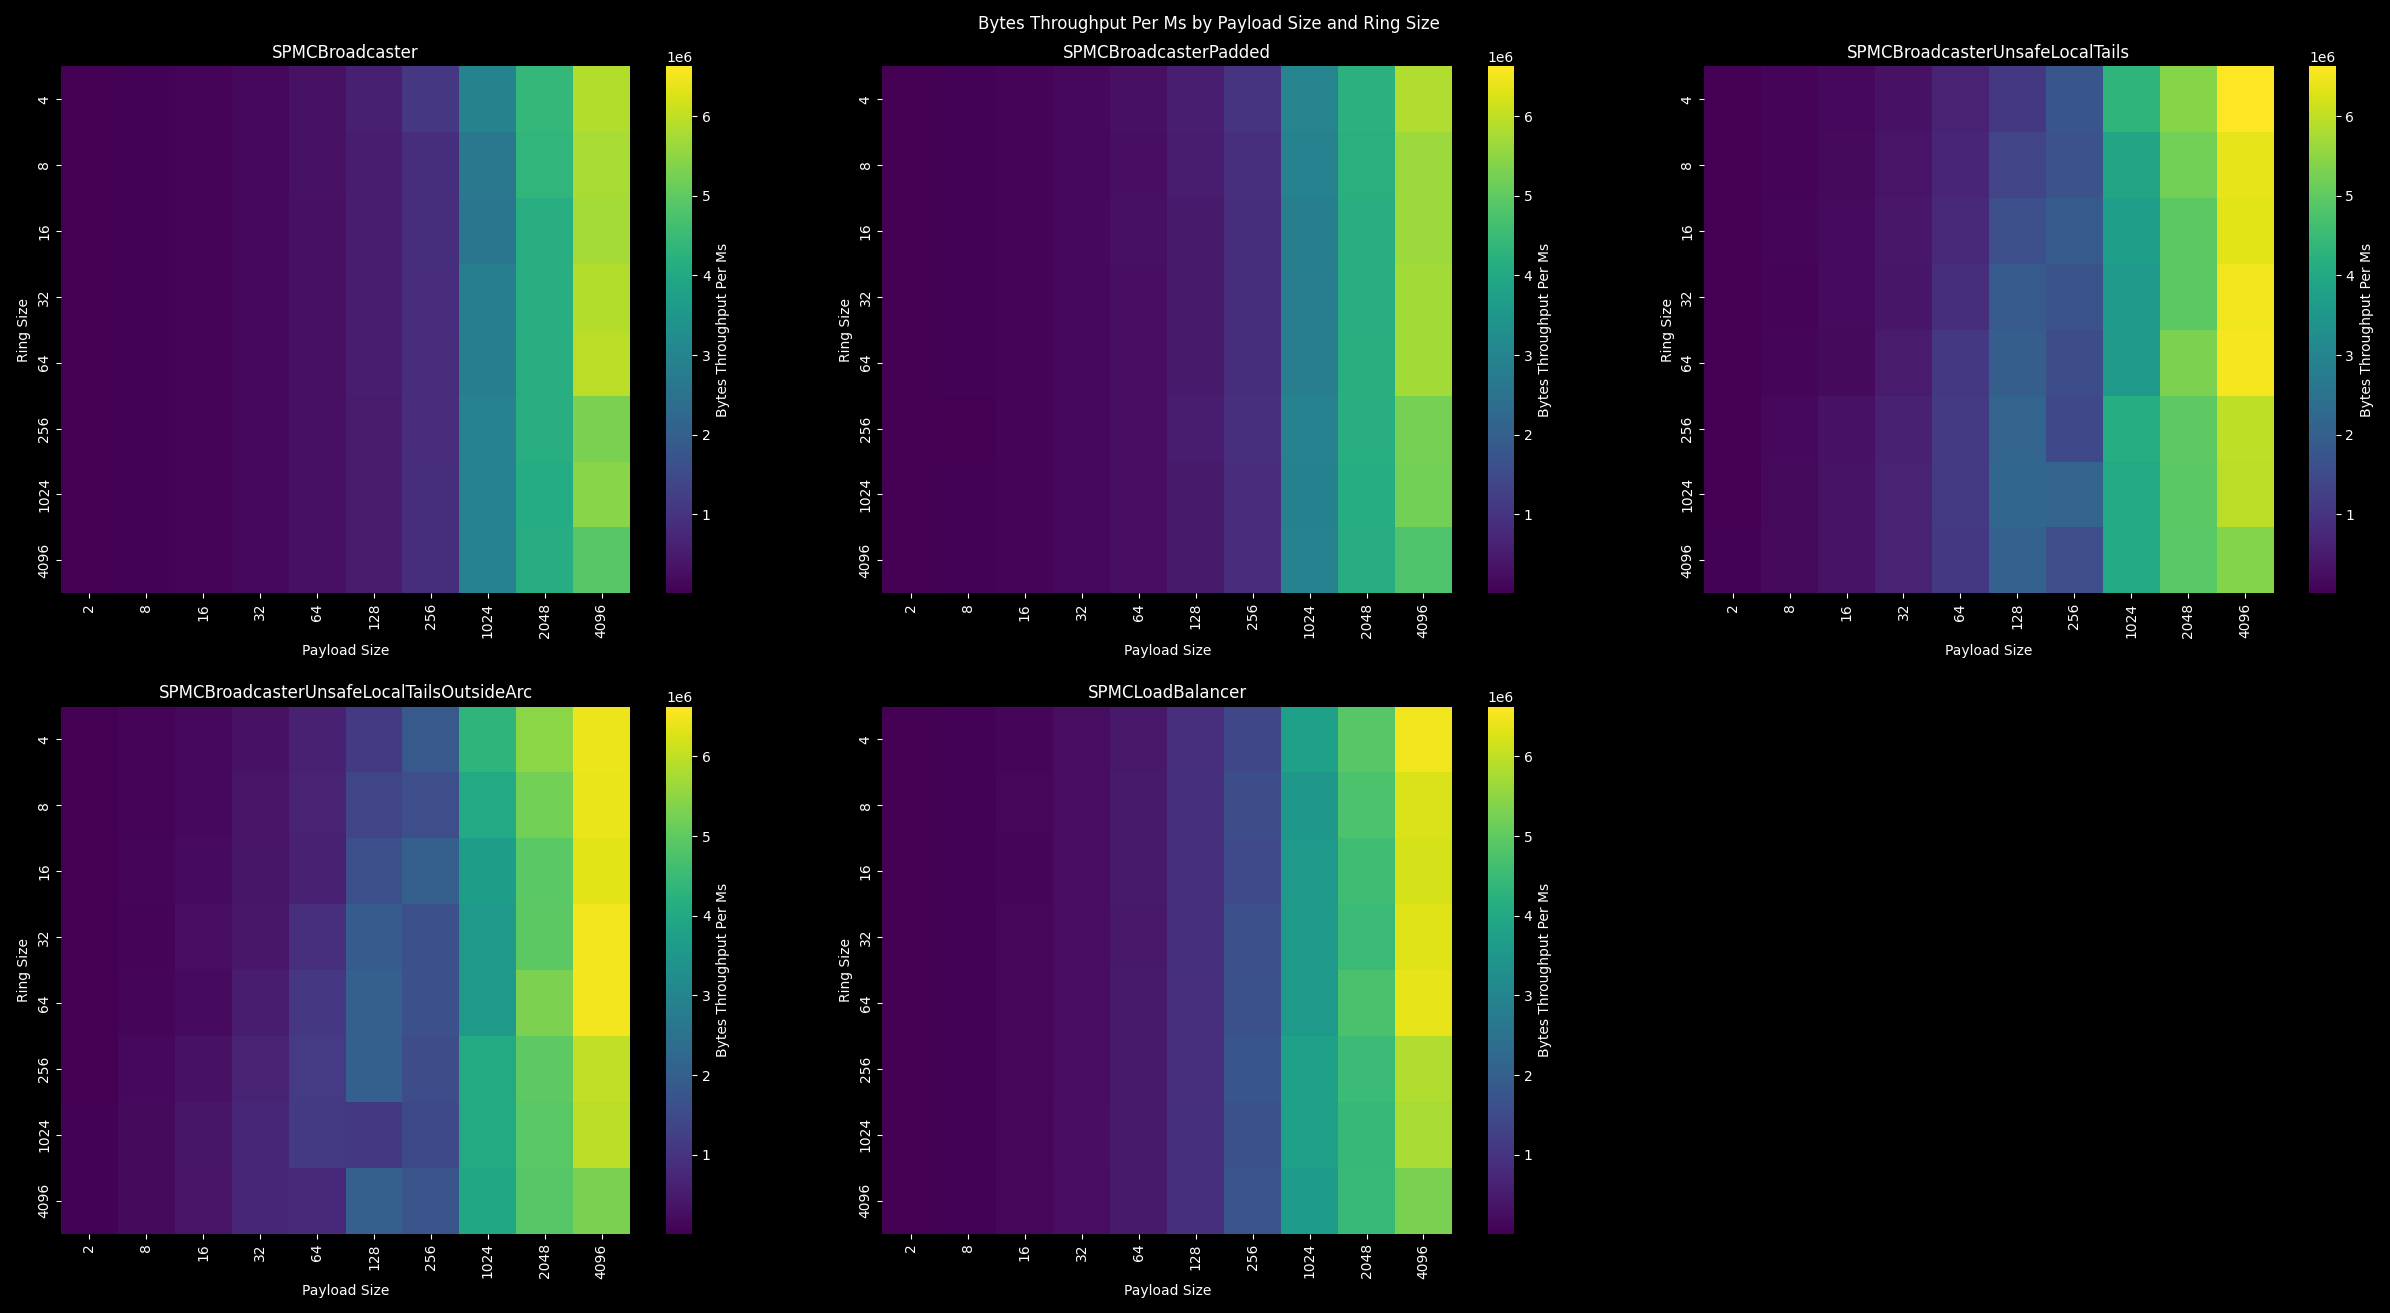 Bytes Throughput Per Ms by Payload Size and Ring Size
SPMCBroadcaster
1e6
Ring Size
4
8
16
32
64
256
1024
4096
2 8 16 32 64 128 256 1024 2048 4096
Payload Size
6
5
4
3
2
1
Bytes Throughput Per Ms
SPMCBroadcasterPadded
1e6
Ring Size
4
8
16
32
64
256
1024
4096
2 8 16 32 64 128 256 1024 2048 4096
Payload Size
6
5
4
3
2
1
Bytes Throughput Per Ms
SPMCBroadcasterUnsafeLocalTails
1e6
Ring Size
4
8
16
32
64
256
1024
4096
2 8 16 32 64 128 256 1024 2048 4096
Payload Size
6
5
4
3
2
1
Bytes Throughput Per Ms
SPMCBroadcasterUnsafeLocalTailsOutsideArc
1e6
Ring Size
4
8
16
32
64
256
1024
4096
2 8 16 32 64 128 256 1024 2048 4096
Payload Size
6
5
4
3
2
1
Bytes Throughput Per Ms
SPMCLoadBalancer
1e6
Ring Size
4
8
16
32
64
256
1024
4096
2 8 16 32 64 128 256 1024 2048 4096
Payload Size
6
5
4
3
2
1
Bytes Throughput Per Ms